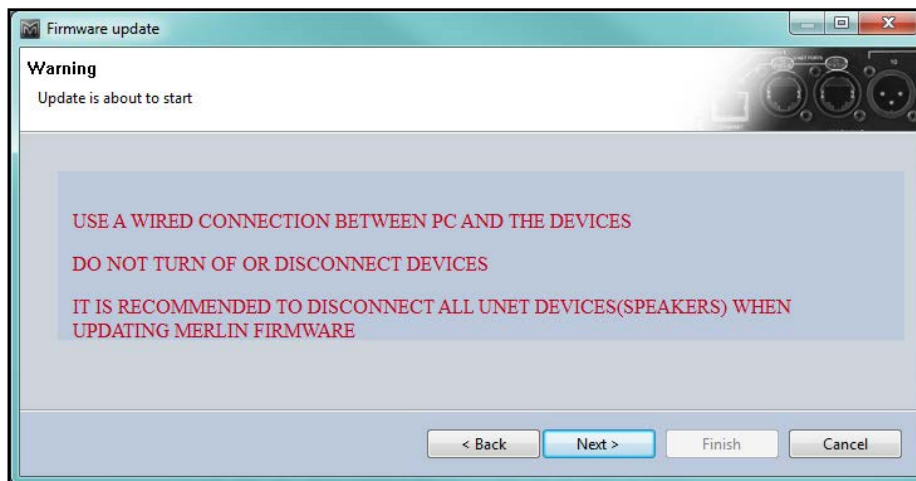 Firmware update
Warning
Update is about to start
USE A WIRED CONNECTION BETWEEN PC AND THE DEVICES
DO NOT TURN OF OR DISCONNECT DEVICES
IT IS RECOMMENDED TO DISCONNECT ALL UNET DEVICES(SPEAKERS) WHEN
UPDATING MERLIN FIRMWARE
< Back
Next >
Finish
Cancel